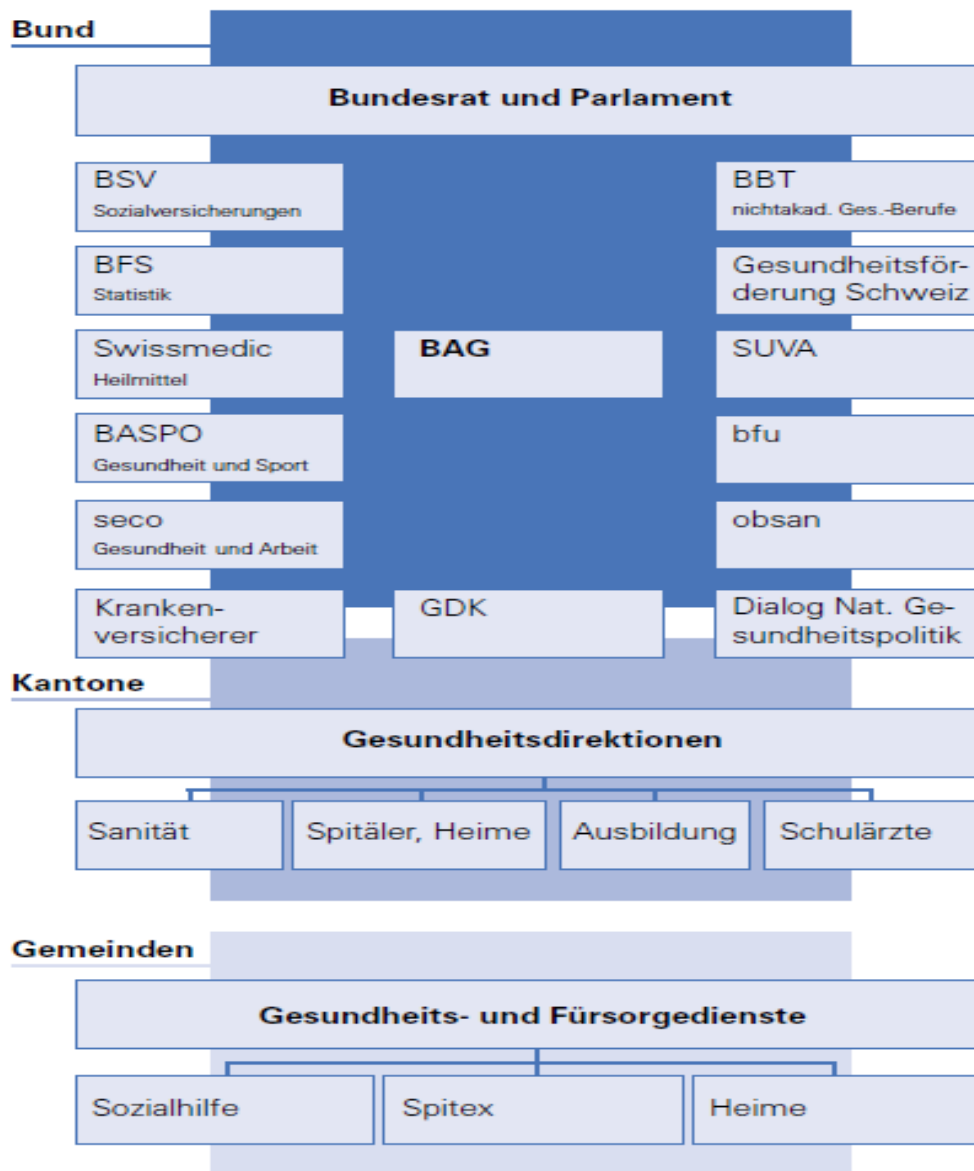 Bund
Bundesrat und Parlament
BSV
Sozialversicherungen
BBT
nichtakad. Ges.-Berufe
BFS
Statistik
Gesundheitsför-
derung Schweiz
Swissmedic
Heilmittel
BAG
SUVA
BASPO
Gesundheit und Sport
bfu
seco
Gesundheit und Arbeit
obsan
Kranken-
versicherer
GDK
Dialog Nat. Ge-
sundheitspolitik
Kantone
Gesundheitsdirektionen
Sanität
Spitäler, Heime
Ausbildung
Schulärzte
Gemeinden
Gesundheits- und Fürsorgedienste
Sozialhilfe
Spitex
Heime